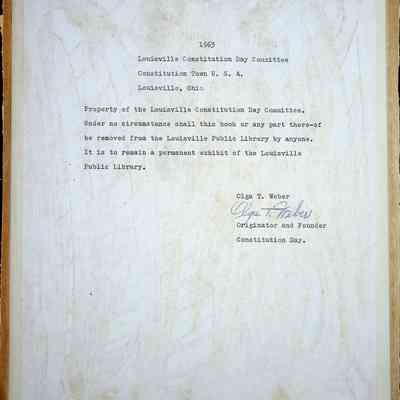 1963
Louisville Constitution Day Committee
Constitution Town U. S. A.
Louisville, Ohio
Property of the Louisville Constitution Day Committee.
Under no circumstance shall this book or any part there-of
be removed from the Louisville Public Library by anyone.
It is to remain a permanent exhibit of the Louisville
Public Library.
Olga T. Weber
Olga T. Weber
Originator and Founder
Constitution Day.